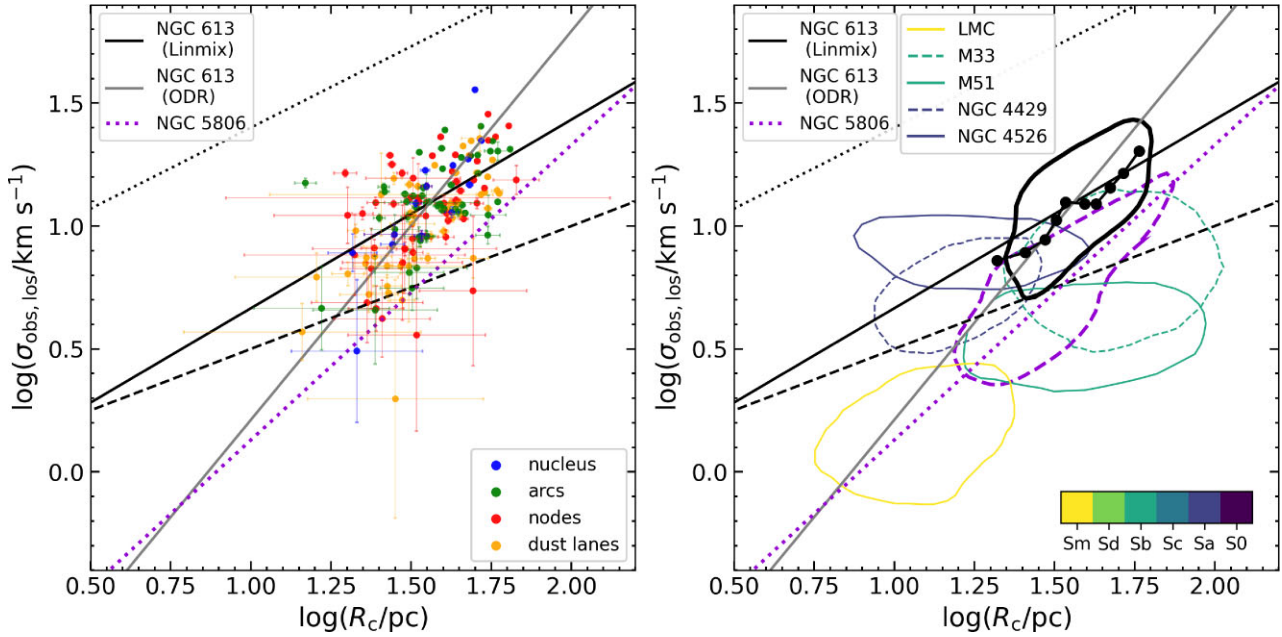 NGC 613
(Linmix)
NGC 613
(ODR)
NGC 5806
log(σobs, los/km s⁻¹)
1.5
1.0
0.5
0.0
nucleus
arcs
nodes
dust lanes
0.50 0.75 1.00 1.25 1.50 1.75 2.00
log(Rc/pc)
NGC 613
(Linmix)
NGC 613
(ODR)
NGC 5806
LMC
M33
M51
NGC 4429
NGC 4526
log(σobs, los/km s⁻¹)
1.5
1.0
0.5
0.0
Sm Sd Sb Sc Sa S0
0.50 0.75 1.00 1.25 1.50 1.75 2.00
log(Rc/pc)